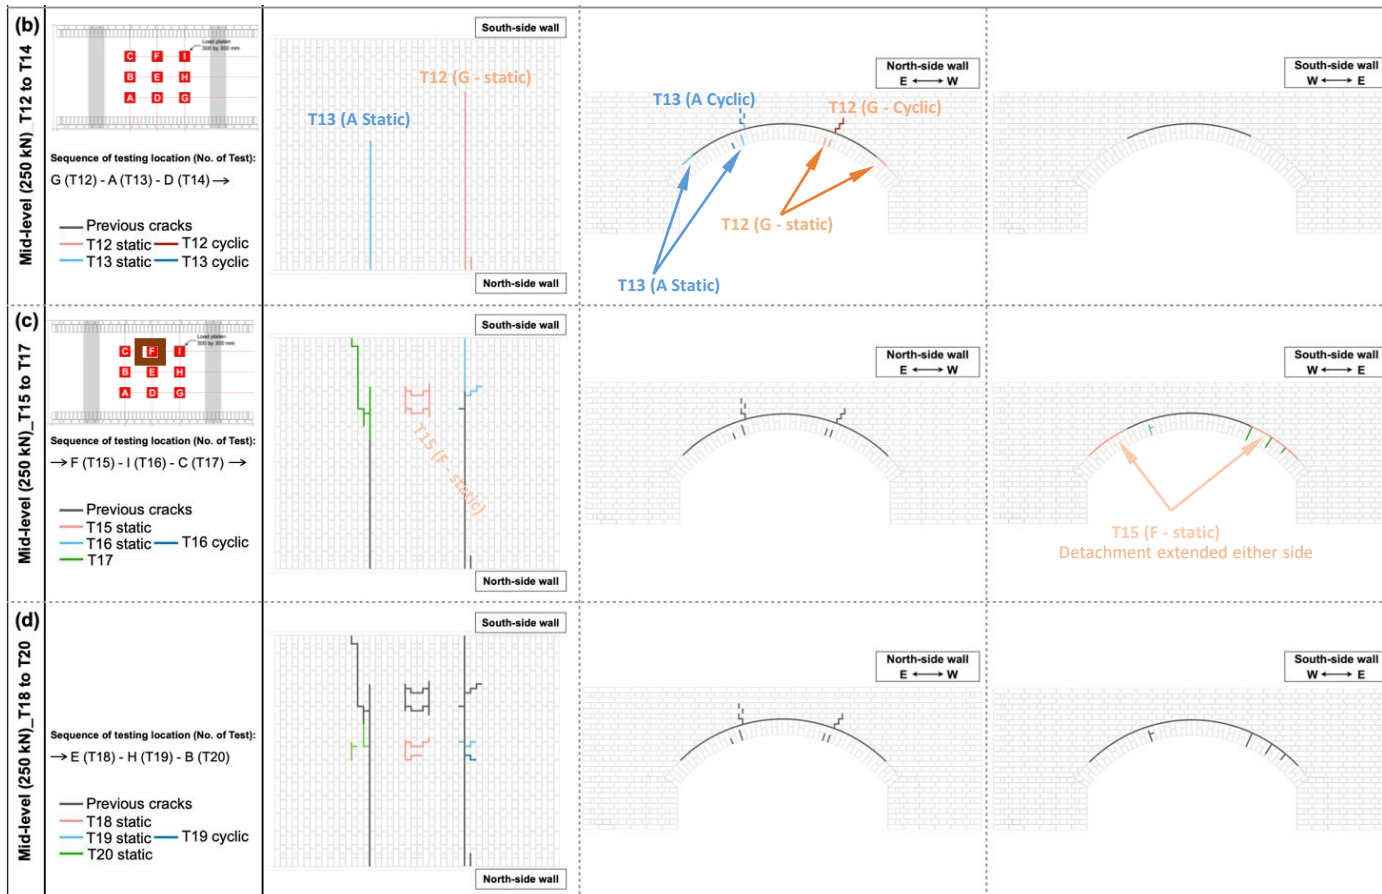 (b)
Mid-level (250 kN)_T12 to T14
Load platen
300 by 300 mm
C F I
B E H
A D G
Sequence of testing location (No. of Test):
G (T12) - A (T13) - D (T14) →
Previous cracks
T12 static T12 cyclic
T13 static T13 cyclic
South-side wall
T12 (G - static)
T13 (A Static)
North-side wall
North-side wall
E ↔ W
T13 (A Cyclic)
T12 (G - Cyclic)
T12 (G - static)
T13 (A Static)
South-side wall
W ↔ E
(c)
Mid-level (250 kN)_T15 to T17
Load platen
300 by 300 mm
C F I
B E H
A D G
Sequence of testing location (No. of Test):
→ F (T15) - I (T16) - C (T17) →
Previous cracks
T15 static
T16 static T16 cyclic
T17
South-side wall
T15 (F - static)
North-side wall
North-side wall
E ↔ W
South-side wall
W ↔ E
T15 (F - static)
Detachment extended either side
(d)
Mid-level (250 kN)_T18 to T20
Sequence of testing location (No. of Test):
→ E (T18) - H (T19) - B (T20)
Previous cracks
T18 static
T19 static T19 cyclic
T20 static
South-side wall
North-side wall
North-side wall
E ↔ W
South-side wall
W ↔ E